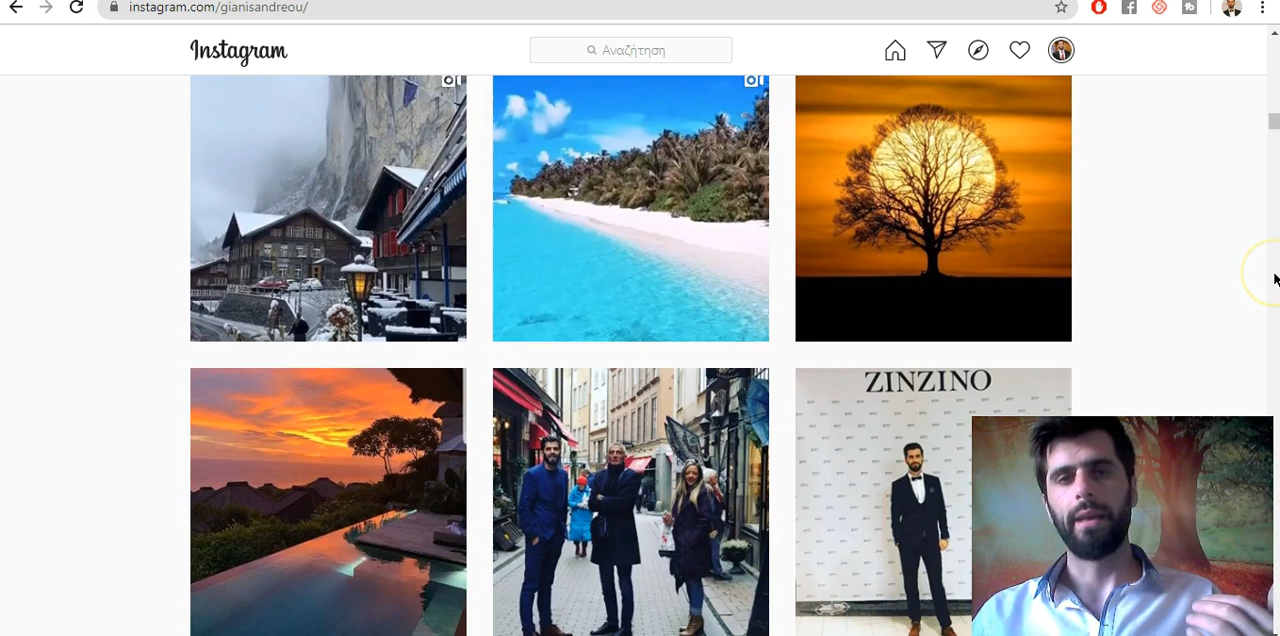 instagram.com/gianisandreou/
Instagram
Αναζήτηση
ZINZINO